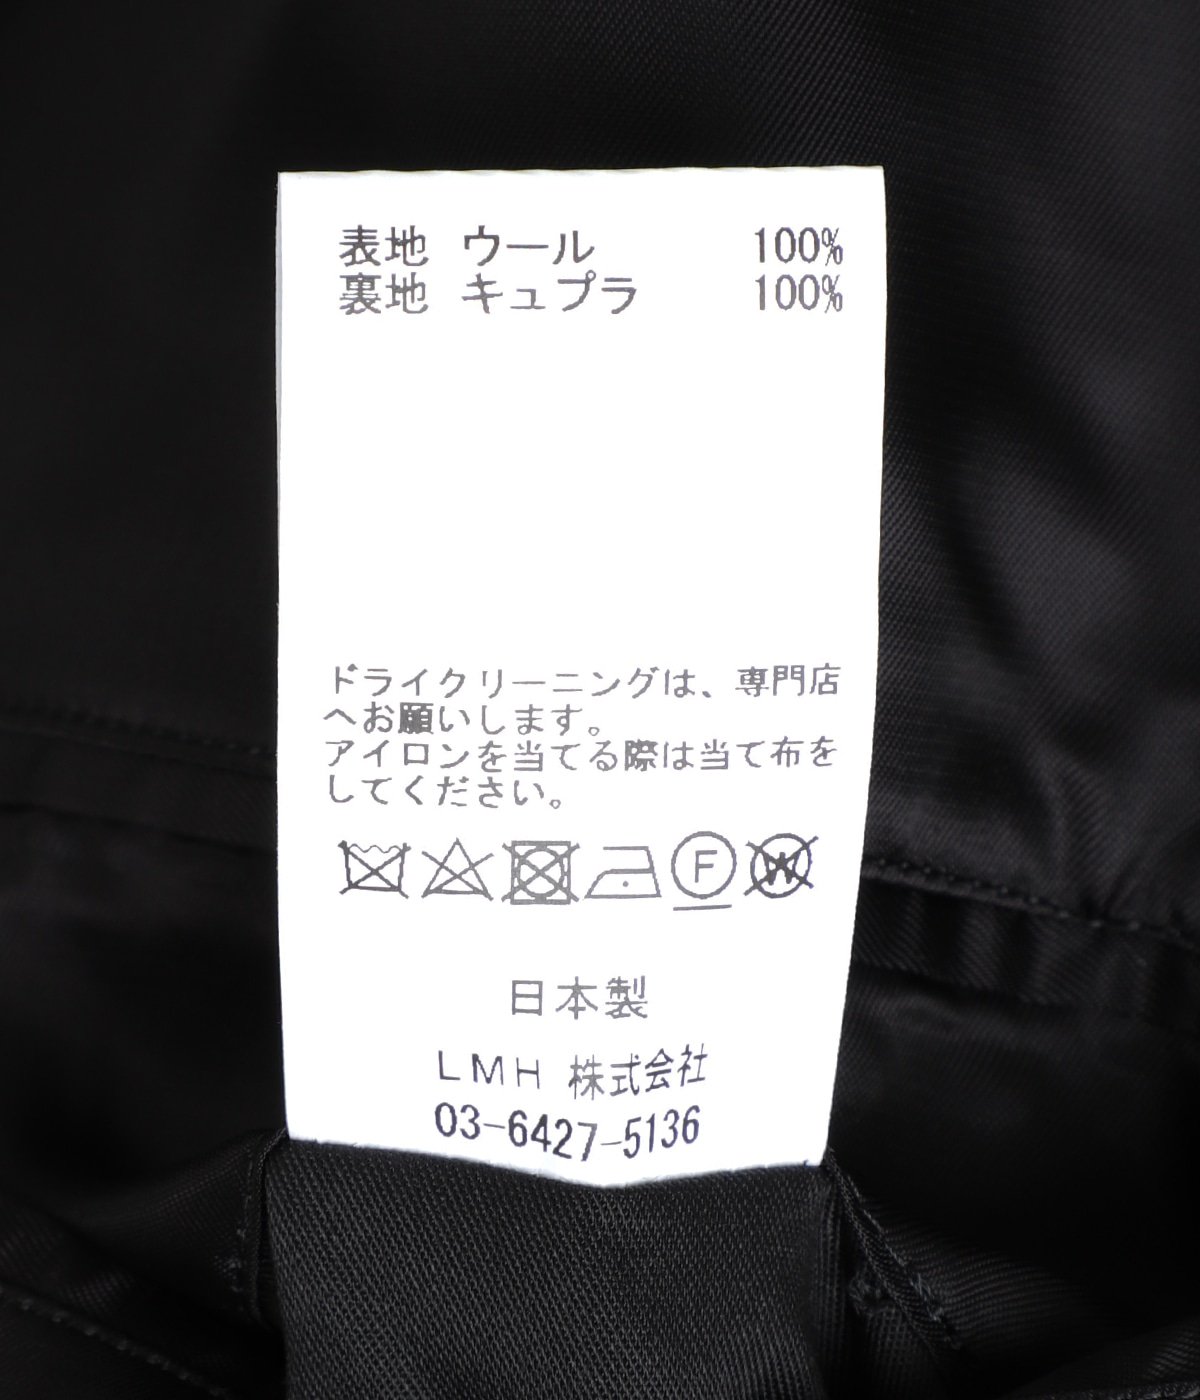 表地 ウール 100%
裏地 キュプラ 100%
ドライクリーニングは、専門店
へお願いします。
アイロンを当てる際は当て布を
してください。
F W
日本製
LMH 株式会社
03-6427-5136